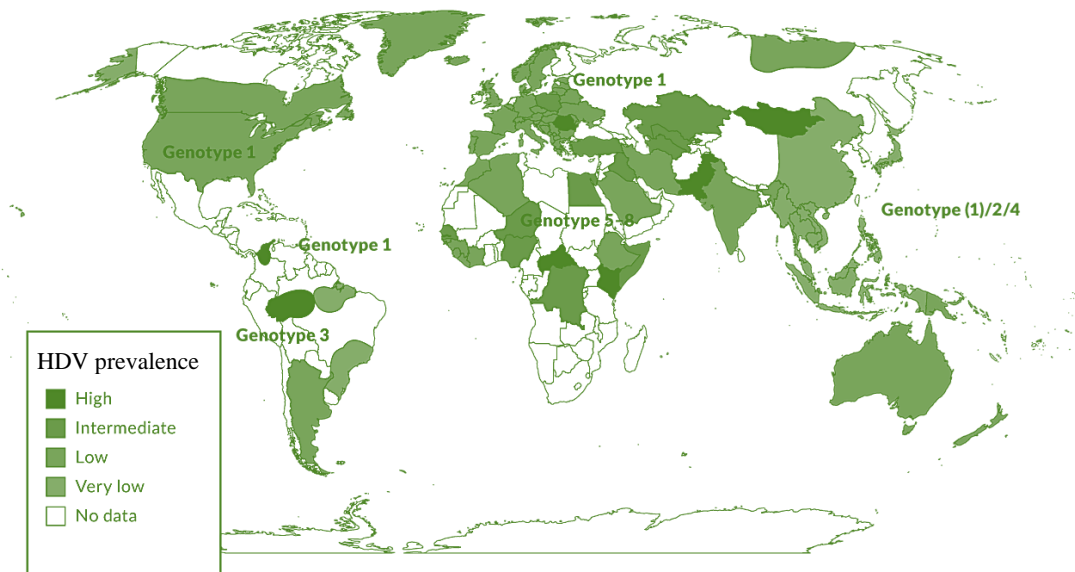 Genotype 1
Genotype 1
Genotype (1)/2/4
Genotype 5–8
Genotype 1
Genotype 3
HDV prevalence
High
Intermediate
Low
Very low
No data